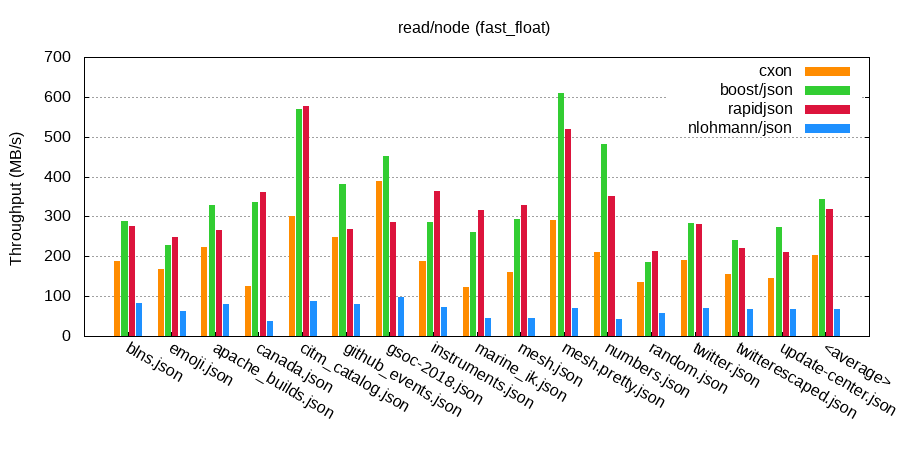 read/node (fast_float)
700
600
500
400
300
200
100
0
Throughput (MB/s)
cxon
boost/json
rapidjson
nlohmann/json
blns.json
emoji.json
apache_builds.json
canada.json
citm_catalog.json
github_events.json
gsoc-2018.json
instruments.json
marine_ik.json
mesh.json
mesh.pretty.json
numbers.json
random.json
twitter.json
twitterescaped.json
update-center.json
<average>